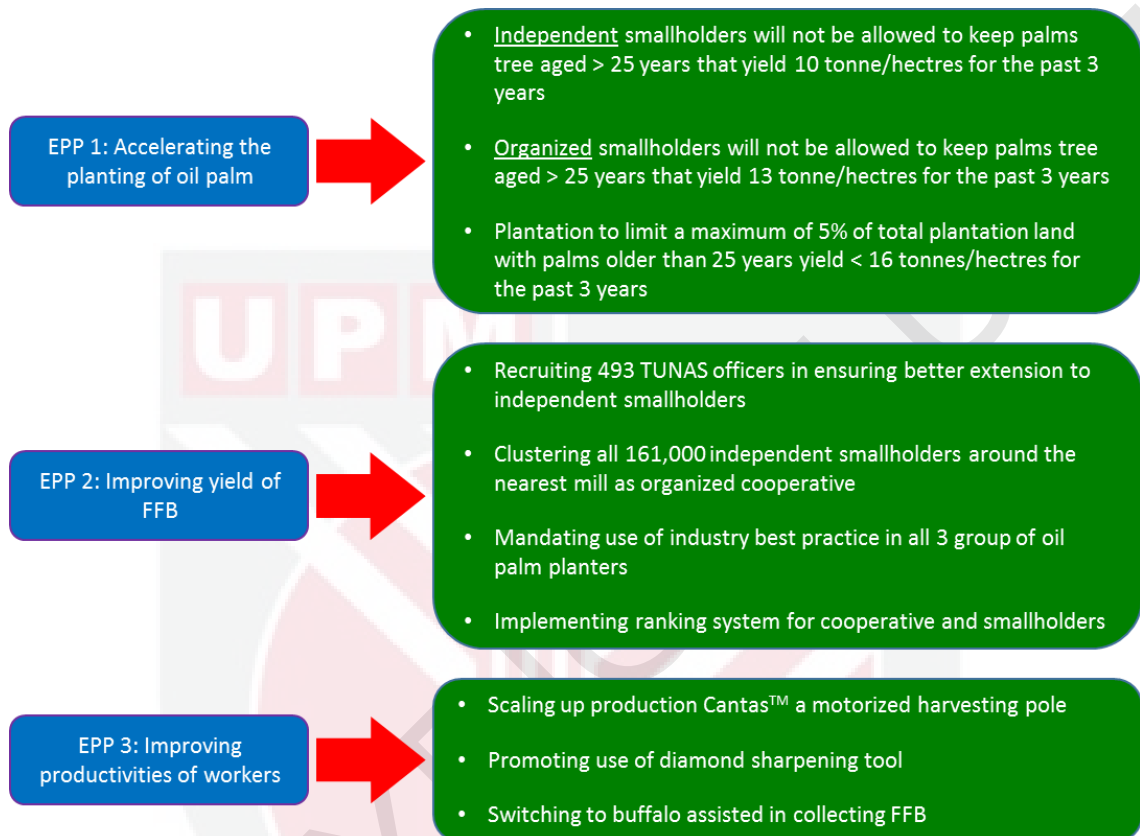 • Independent smallholders will not be allowed to keep palms
tree aged > 25 years that yield 10 tonne/hectres for the past 3
years
EPP 1: Accelerating the
planting of oil palm
• Organized smallholders will not be allowed to keep palms tree
aged > 25 years that yield 13 tonne/hectres for the past 3 years
• Plantation to limit a maximum of 5% of total plantation land
with palms older than 25 years yield < 16 tonnes/hectres for
the past 3 years
UPM
• Recruiting 493 TUNAS officers in ensuring better extension to
independent smallholders
EPP 2: Improving yield of
FFB
• Clustering all 161,000 independent smallholders around the
nearest mill as organized cooperative
• Mandating use of industry best practice in all 3 group of oil
palm planters
• Implementing ranking system for cooperative and smallholders
EPP 3: Improving
productivities of workers
• Scaling up production Cantas™ a motorized harvesting pole
• Promoting use of diamond sharpening tool
• Switching to buffalo assisted in collecting FFB